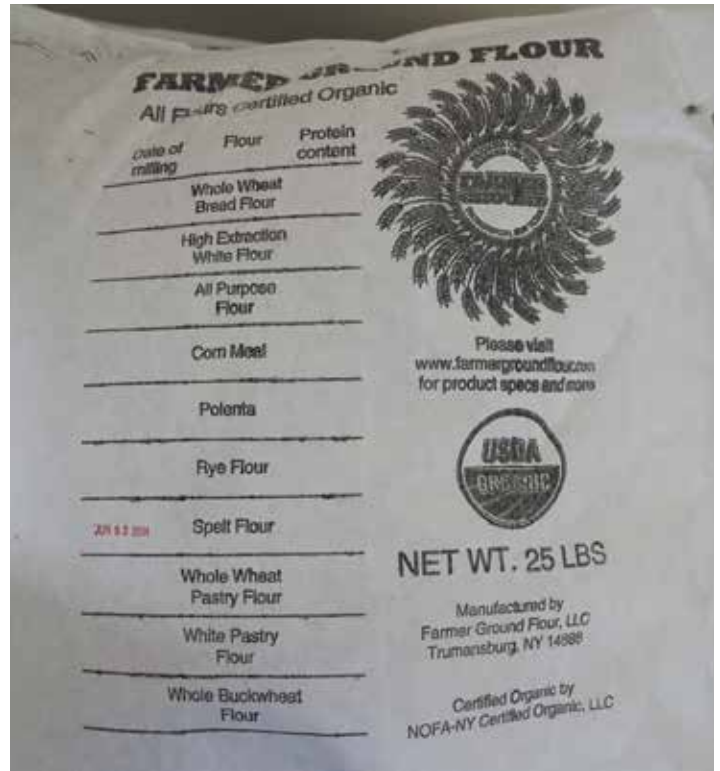 FARMER GROUND FLOUR
All Flours certified Organic
Date of milling
Flour
Protein content
Whole Wheat
Bread Flour
High Extraction
White Flour
All Purpose
Flour
Corn Meal
Polenta
Rye Flour
Spelt Flour
Whole Wheat
Pastry Flour
White Pastry
Flour
Whole Buckwheat
Flour
FARMER
GROUND
Please visit
www.farmergroundflour.com
for product specs and more
USDA
ORGANIC
NET WT. 25 LBS
Manufactured by
Farmer Ground Flour, LLC
Trumansburg, NY 14886
Certified Organic by
NOFA-NY Certified Organic, LLC